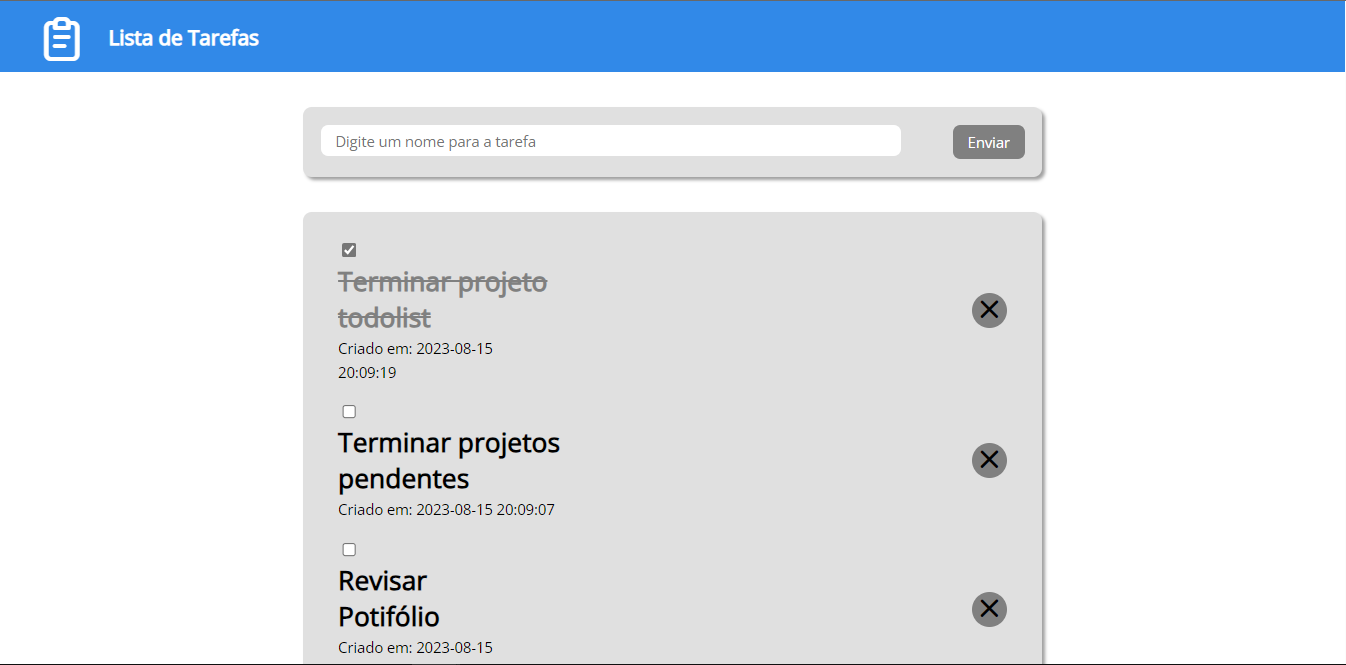 Lista de Tarefas
Digite um nome para a tarefa
Enviar
Terminar projeto
todolist
Criado em: 2023-08-15
20:09:19
Terminar projetos
pendentes
Criado em: 2023-08-15 20:09:07
Revisar
Potifólio
Criado em: 2023-08-15